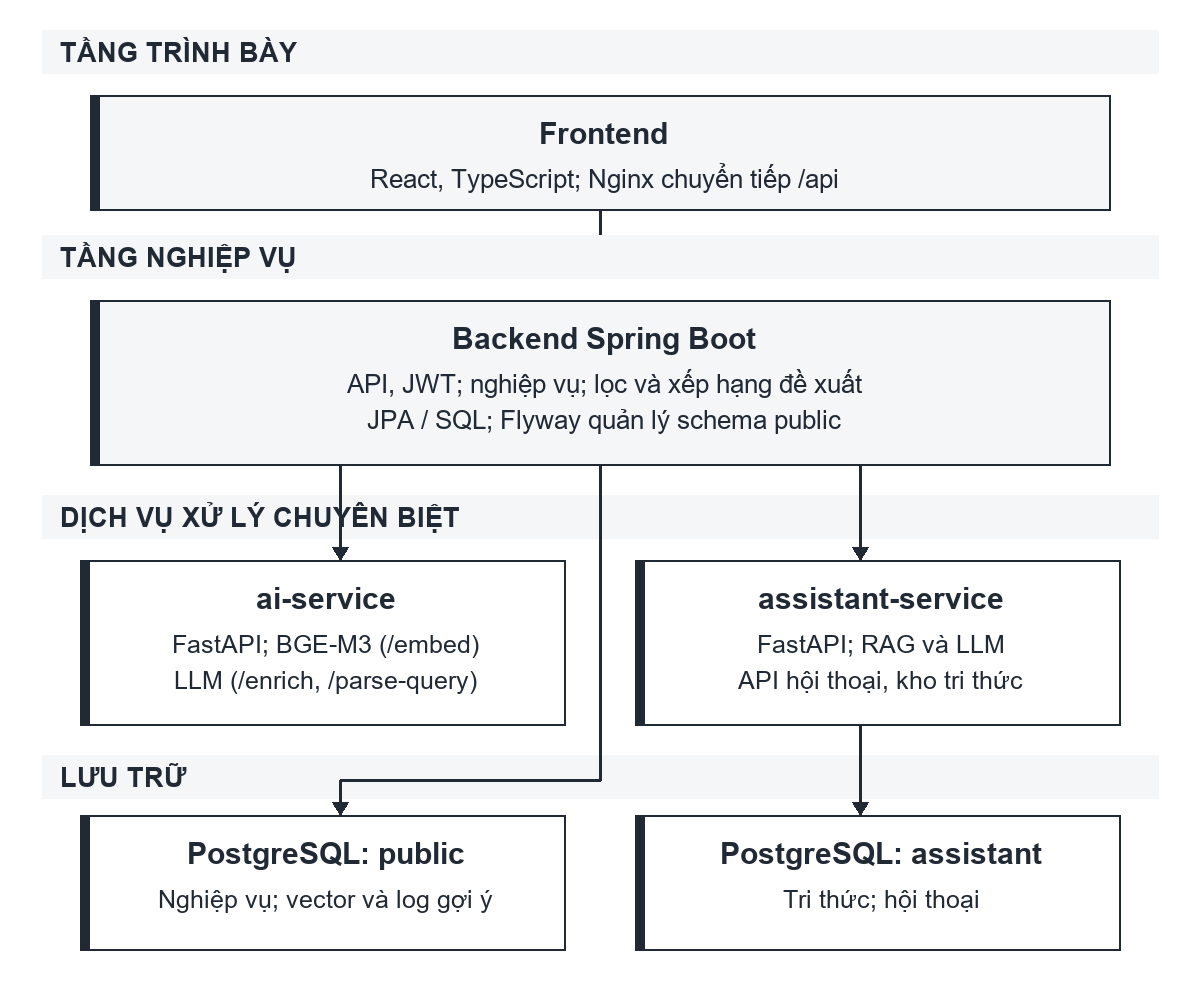 TẦNG TRÌNH BÀY
Frontend
React, TypeScript; Nginx chuyển tiếp /api
TẦNG NGHIỆP VỤ
Backend Spring Boot
API, JWT; nghiệp vụ; lọc và xếp hạng đề xuất
JPA / SQL; Flyway quản lý schema public
DỊCH VỤ XỬ LÝ CHUYÊN BIỆT
ai-service
FastAPI; BGE-M3 (/embed)
LLM (/enrich, /parse-query)
assistant-service
FastAPI; RAG và LLM
API hội thoại, kho tri thức
LƯU TRỮ
PostgreSQL: public
Nghiệp vụ; vector và log gợi ý
PostgreSQL: assistant
Tri thức; hội thoại